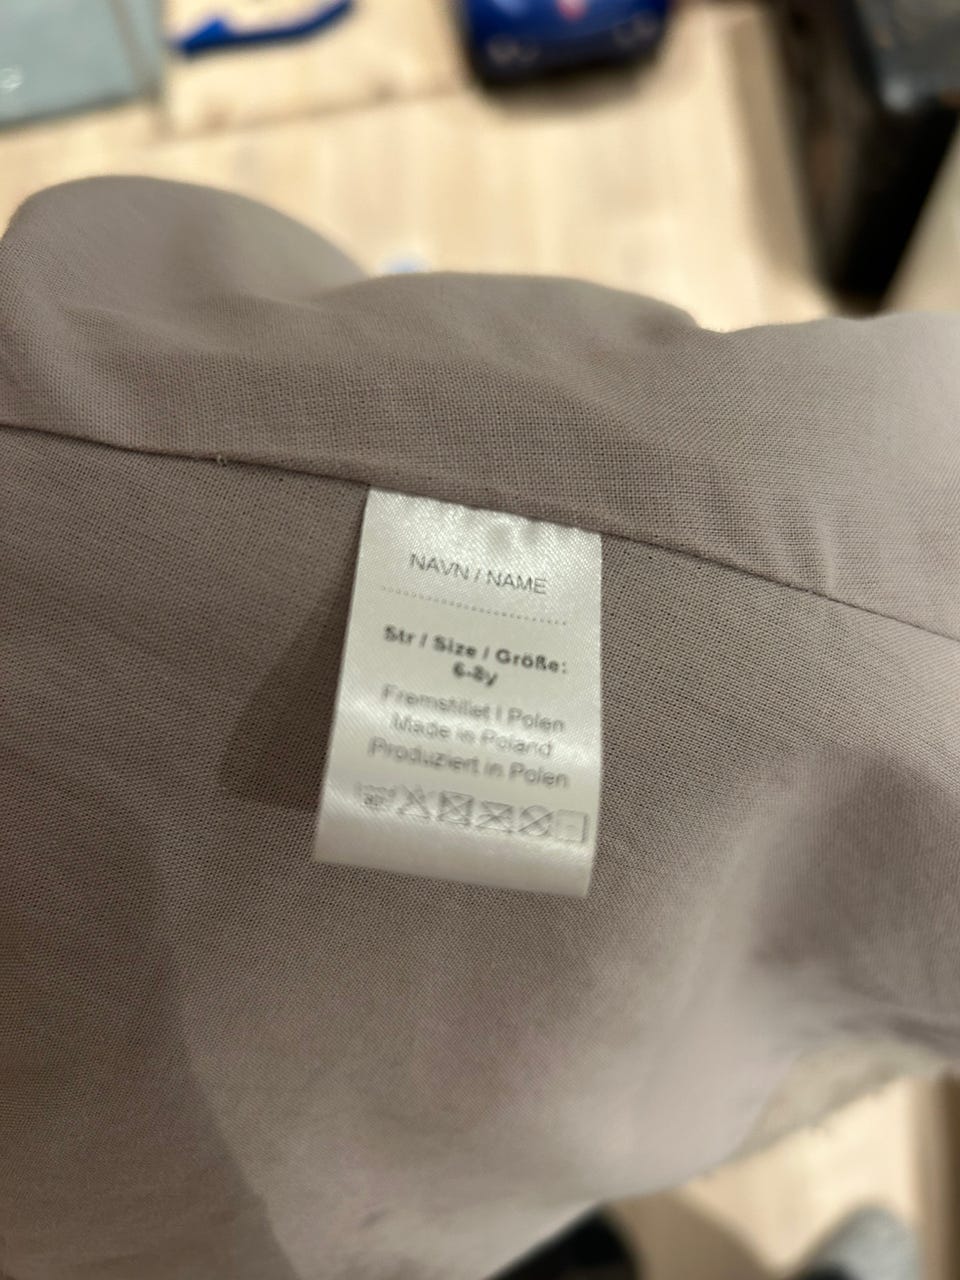 NAVN / NAME
Str / Size / Größe:
6-8y
Fremstillet i Polen
Made in Poland
Produziert in Polen